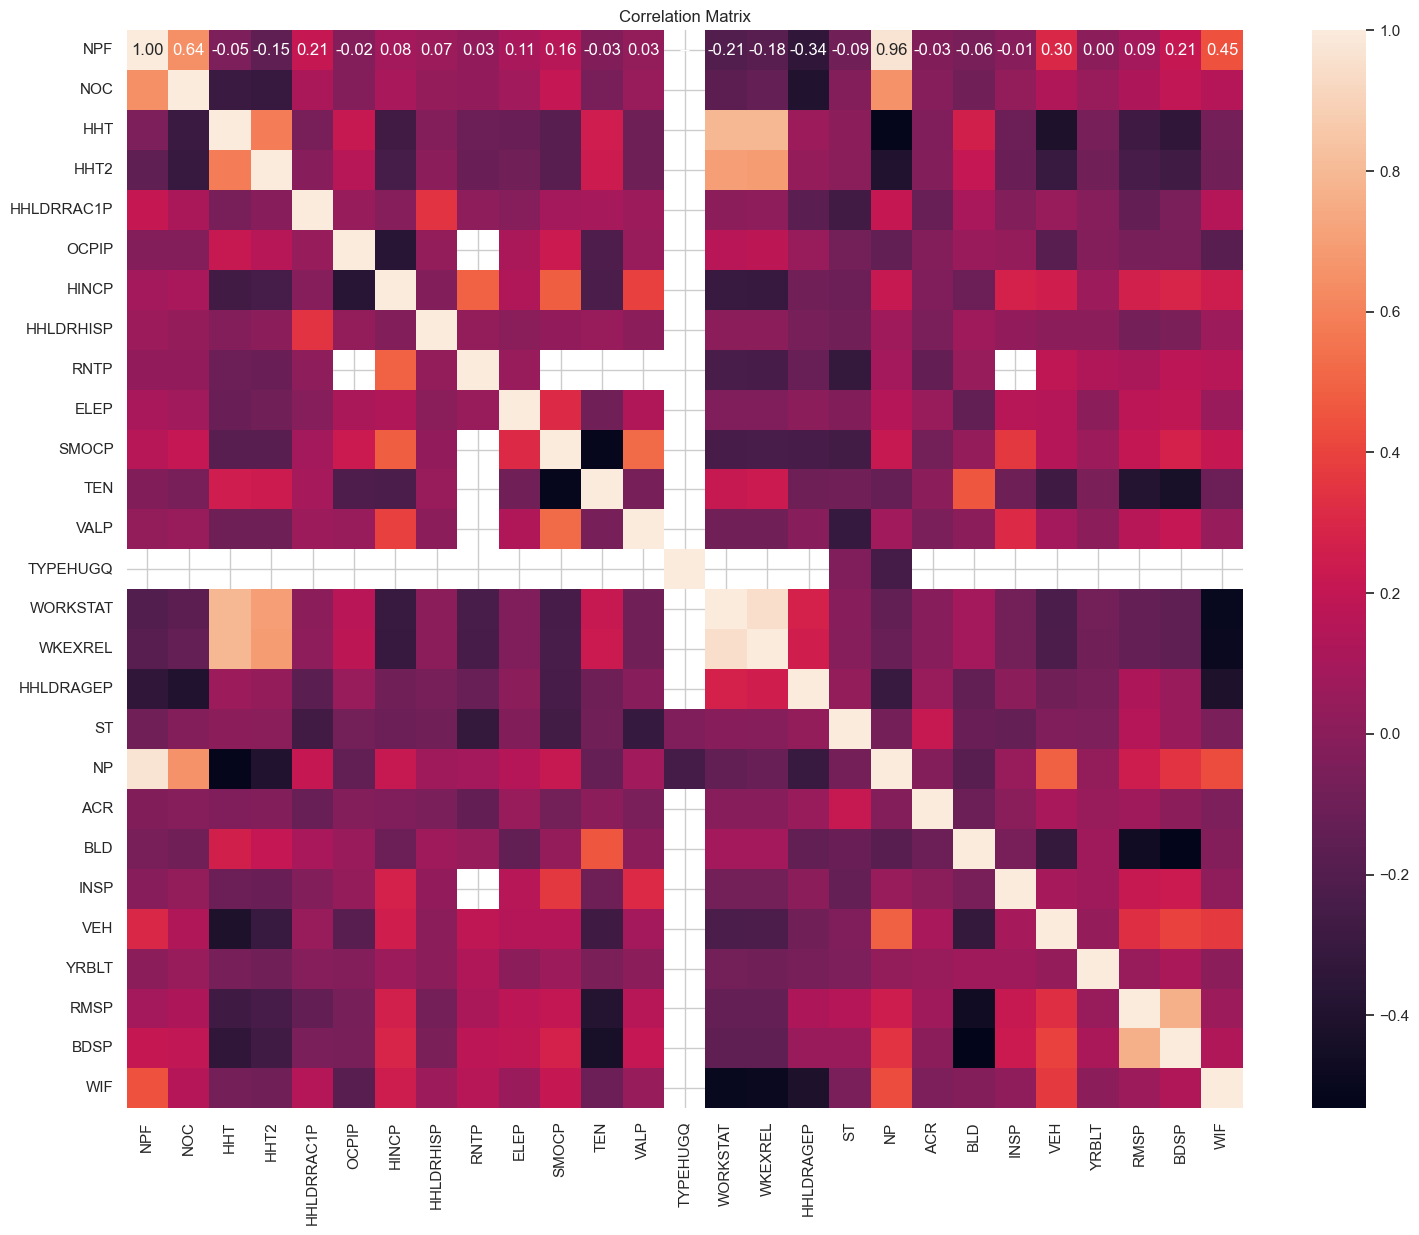 Correlation Matrix
NPF 1.00 0.64 -0.05 -0.15 0.21 -0.02 0.08 0.07 0.03 0.11 0.16 -0.03 0.03 -0.21 -0.18 -0.34 -0.09 0.96 -0.03 -0.06 -0.01 0.30 0.00 0.09 0.21 0.45
NOC
HHT
HHT2
HHLDRRAC1P
OCPIP
HINCP
HHLDRHISP
RNTP
ELEP
SMOCP
TEN
VALP
TYPEHUGQ
WORKSTAT
WKEXREL
HHLDRAGEP
ST
NP
ACR
BLD
INSP
VEH
YRBLT
RMSP
BDSP
WIF
NPF NOC HHT HHT2 HHLDRRAC1P OCPIP HINCP HHLDRHISP RNTP ELEP SMOCP TEN VALP TYPEHUGQ WORKSTAT WKEXREL HHLDRAGEP ST NP ACR BLD INSP VEH YRBLT RMSP BDSP WIF
1.0
0.8
0.6
0.4
0.2
0.0
−0.2
−0.4